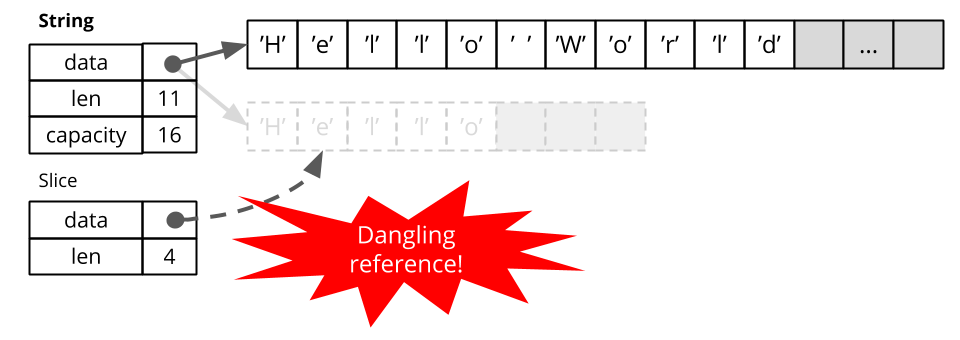 String
data
len 11
capacity 16
’H’ ’e’ ’l’ ’l’ ’o’ ’ ’ ’W’ ’o’ ’r’ ’l’ ’d’ ...
’H’ ’e’ ’l’ ’l’ ’o’
Slice
data
len 4
Dangling
reference!